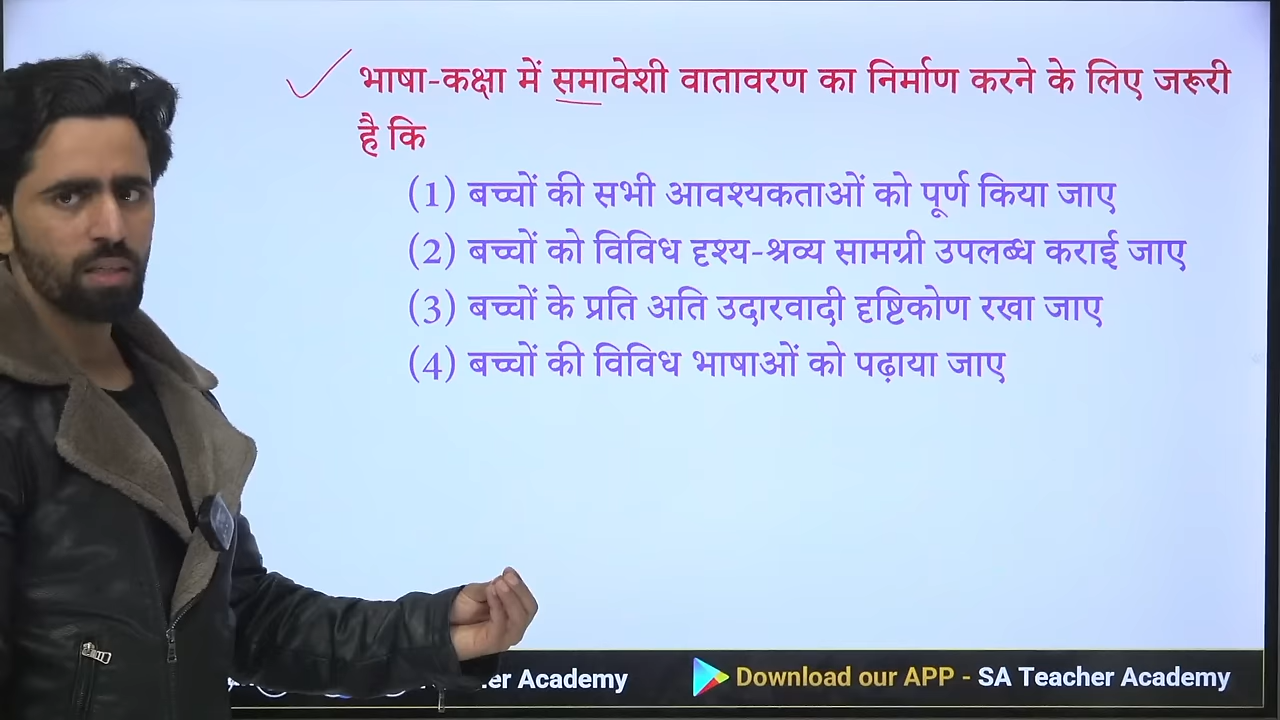 भाषा-कक्षा में समावेशी वातावरण का निर्माण करने के लिए जरूरी
है कि
(1) बच्चों की सभी आवश्यकताओं को पूर्ण किया जाए
(2) बच्चों को विविध दृश्य-श्रव्य सामग्री उपलब्ध कराई जाए
(3) बच्चों के प्रति अति उदारवादी दृष्टिकोण रखा जाए
(4) बच्चों की विविध भाषाओं को पढ़ाया जाए
Academy
Download our APP - SA Teacher Academy